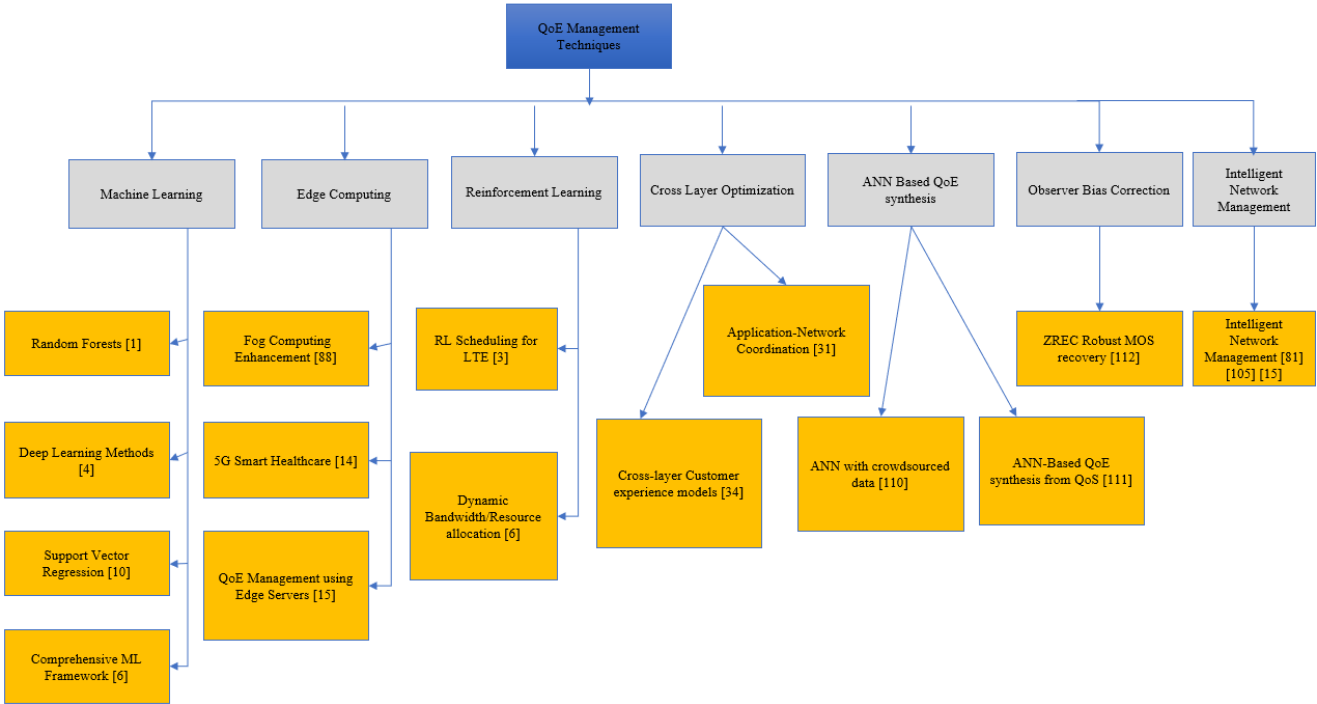 QoE Management
Techniques
Machine Learning
Edge Computing
Reinforcement Learning
Cross Layer Optimization
ANN Based QoE
synthesis
Observer Bias Correction
Intelligent
Network
Management
Random Forests [1]
Deep Learning Methods
[4]
Support Vector
Regression [10]
Comprehensive ML
Framework [6]
Fog Computing
Enhancement [88]
5G Smart Healthcare [14]
QoE Management using
Edge Servers [15]
RL Scheduling for
LTE [3]
Dynamic
Bandwidth/Resource
allocation [6]
Application-Network
Coordination [31]
Cross-layer Customer
experience models [34]
ANN with crowdsourced
data [110]
ANN-Based QoE
synthesis from QoS [111]
ZREC Robust MOS
recovery [112]
Intelligent
Network
Management [81]
[105] [15]